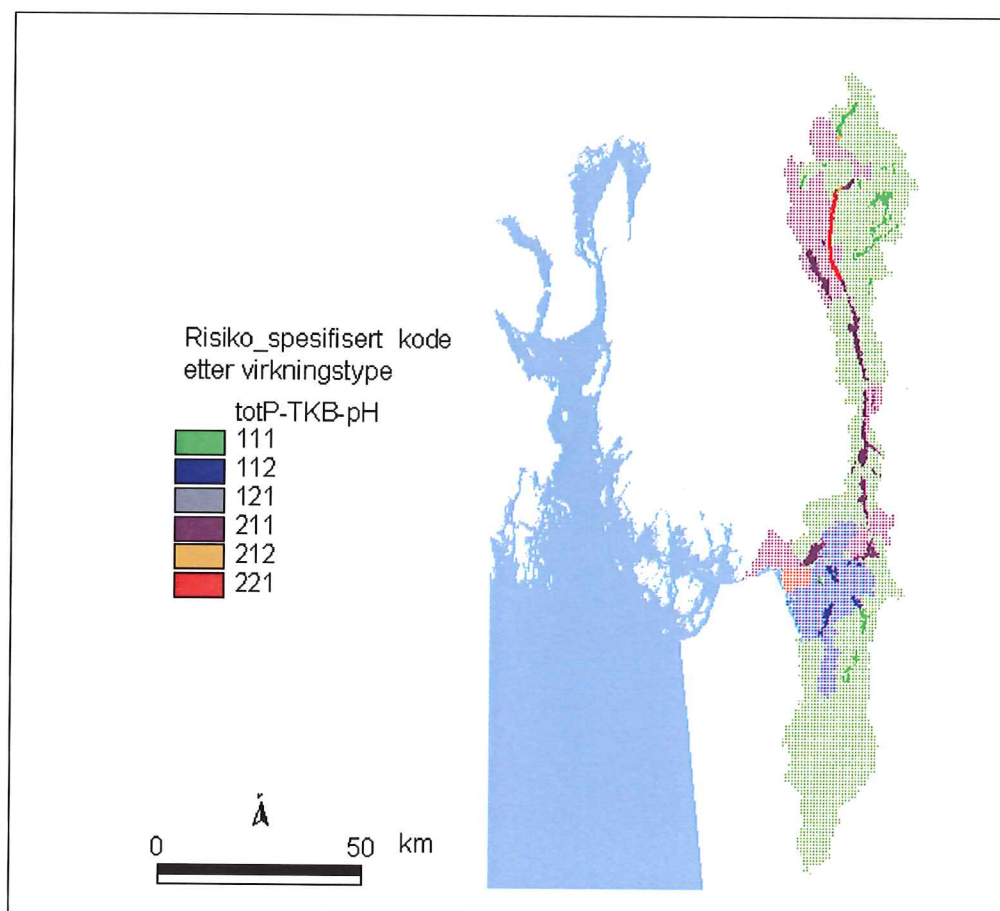 Risiko_spesifisert kode
etter virkningstype
totP-TKB-pH
111
112
121
211
212
221
0 50 km